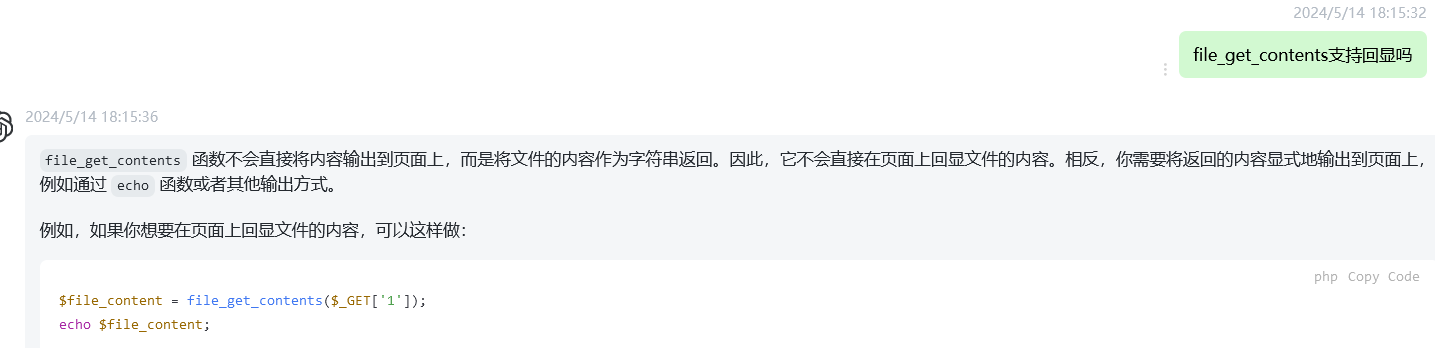 2024/5/14 18:15:32
file_get_contents支持回显吗
2024/5/14 18:15:36
file_get_contents 函数不会直接将内容输出到页面上，而是将文件的内容作为字符串返回。因此，它不会直接在页面上回显文件的内容。相反，你需要将返回的内容显式地输出到页面上，
例如通过 echo 函数或者其他输出方式。
例如，如果你想要在页面上回显文件的内容，可以这样做：
php Copy Code
$file_content = file_get_contents($_GET['1']);
echo $file_content;